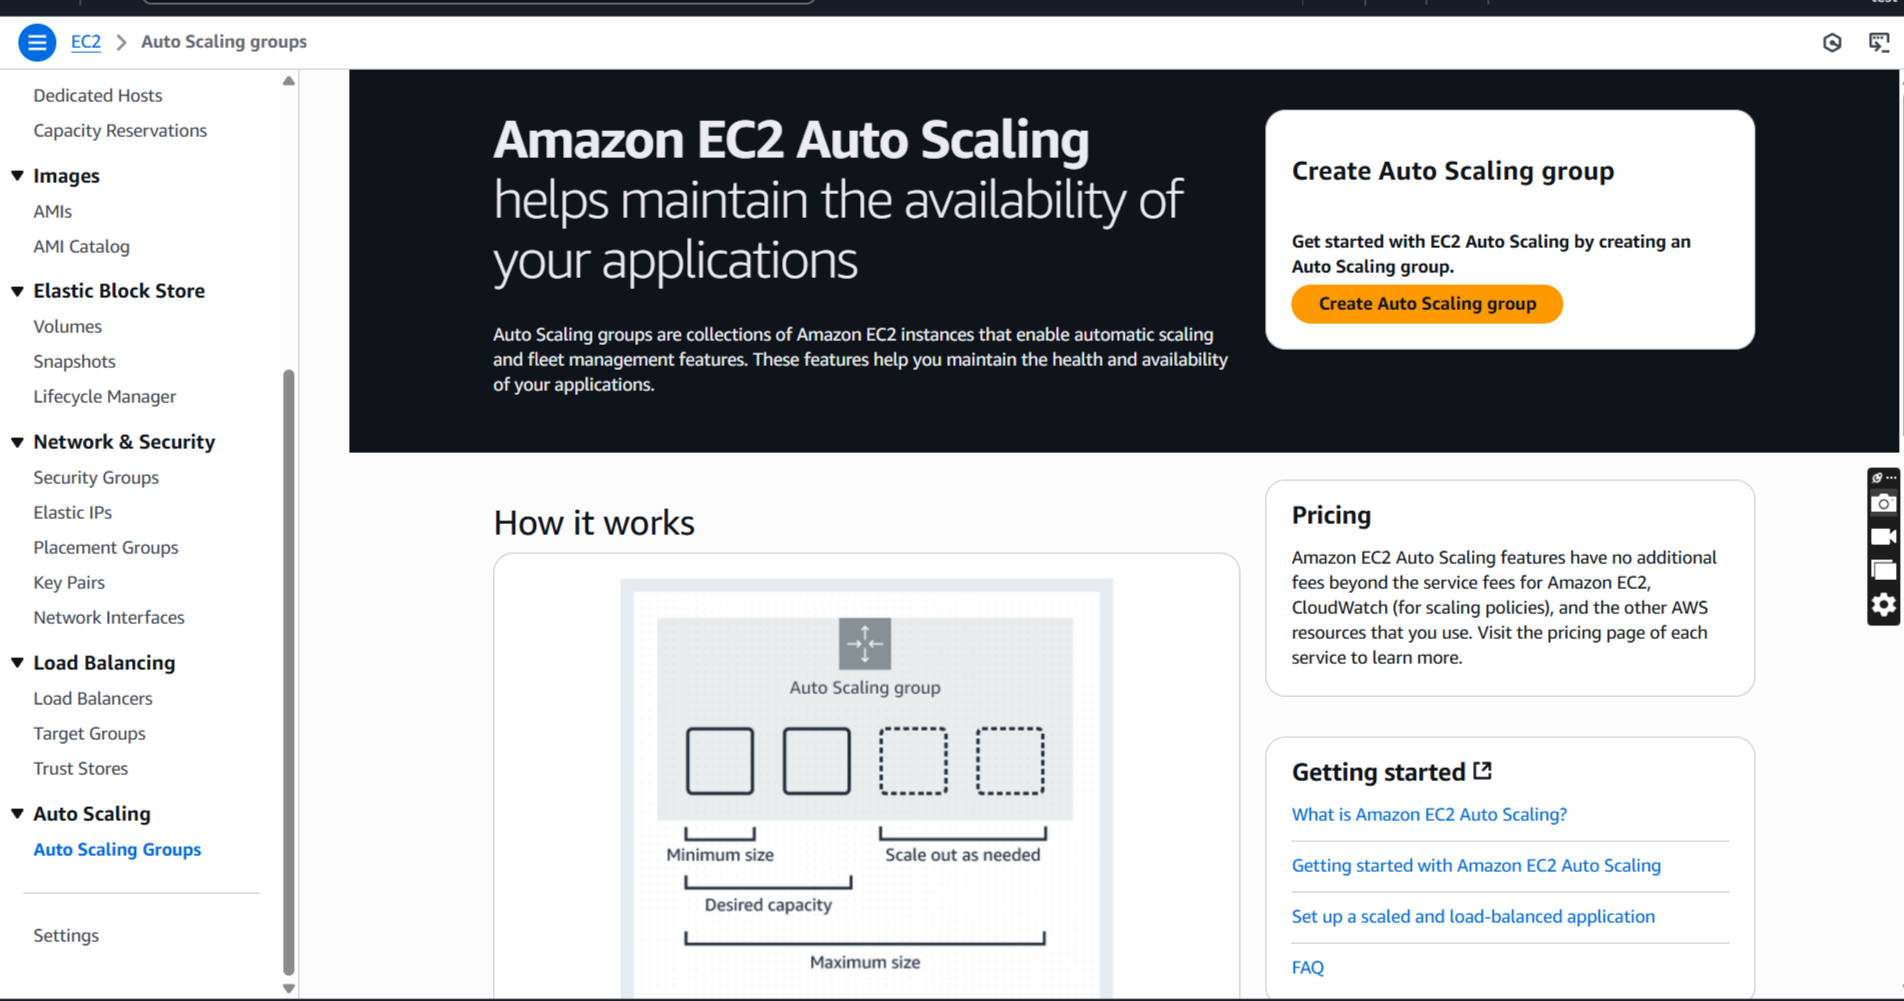 EC2 > Auto Scaling groups
Dedicated Hosts
Capacity Reservations
Images
AMIs
AMI Catalog
Elastic Block Store
Volumes
Snapshots
Lifecycle Manager
Network & Security
Security Groups
Elastic IPs
Placement Groups
Key Pairs
Network Interfaces
Load Balancing
Load Balancers
Target Groups
Trust Stores
Auto Scaling
Auto Scaling Groups
Settings
Amazon EC2 Auto Scaling
helps maintain the availability of
your applications
Auto Scaling groups are collections of Amazon EC2 instances that enable automatic scaling
and fleet management features. These features help you maintain the health and availability
of your applications.
Create Auto Scaling group
Get started with EC2 Auto Scaling by creating an
Auto Scaling group.
Create Auto Scaling group
How it works
Auto Scaling group
Minimum size
Scale out as needed
Desired capacity
Maximum size
Pricing
Amazon EC2 Auto Scaling features have no additional
fees beyond the service fees for Amazon EC2,
CloudWatch (for scaling policies), and the other AWS
resources that you use. Visit the pricing page of each
service to learn more.
Getting started
What is Amazon EC2 Auto Scaling?
Getting started with Amazon EC2 Auto Scaling
Set up a scaled and load-balanced application
FAQ